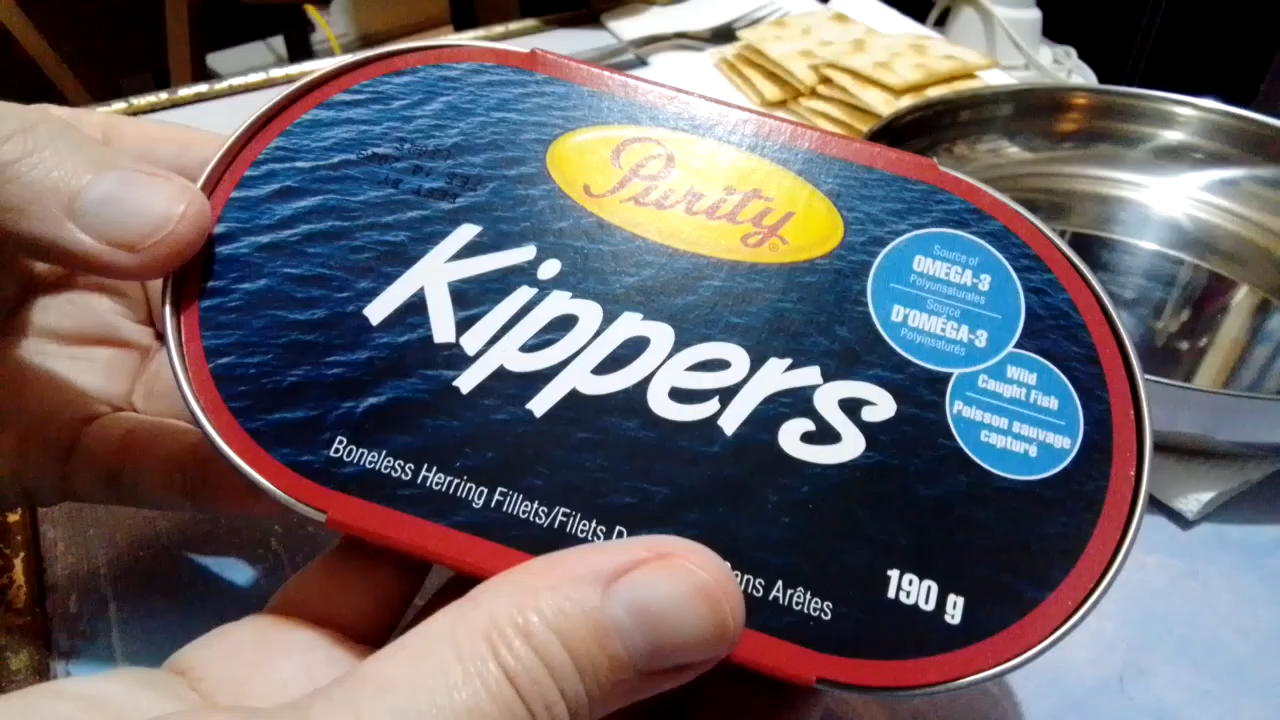 Purity
Kippers
Source of
OMEGA-3
Polyunsaturates
Source
D'OMÉGA-3
Polyinsaturés
Wild
Caught Fish
Poisson sauvage
capturé
Boneless Herring Fillets/Filets
Arêtes
190 g